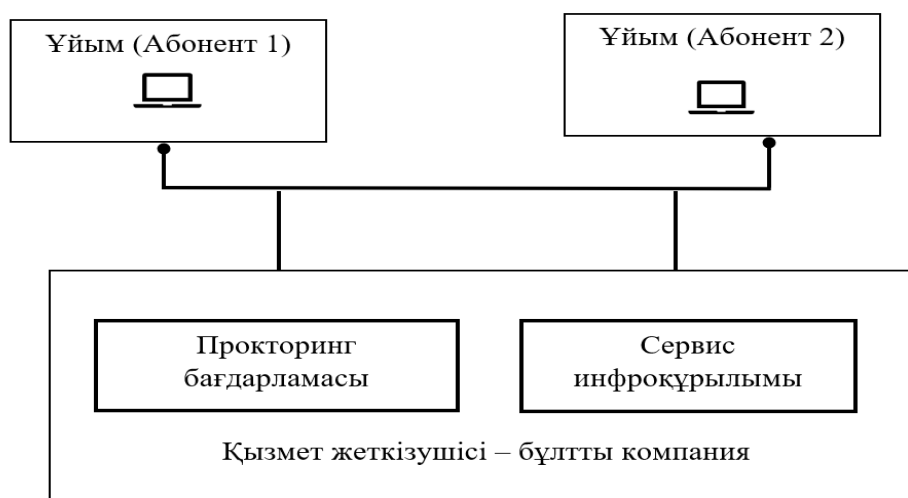 Ұйым (Абонент 1)
Ұйым (Абонент 2)
Прокторинг
бағдарламасы
Сервис
инфроқұрылымы
Қызмет жеткізушісі – бұлтты компания